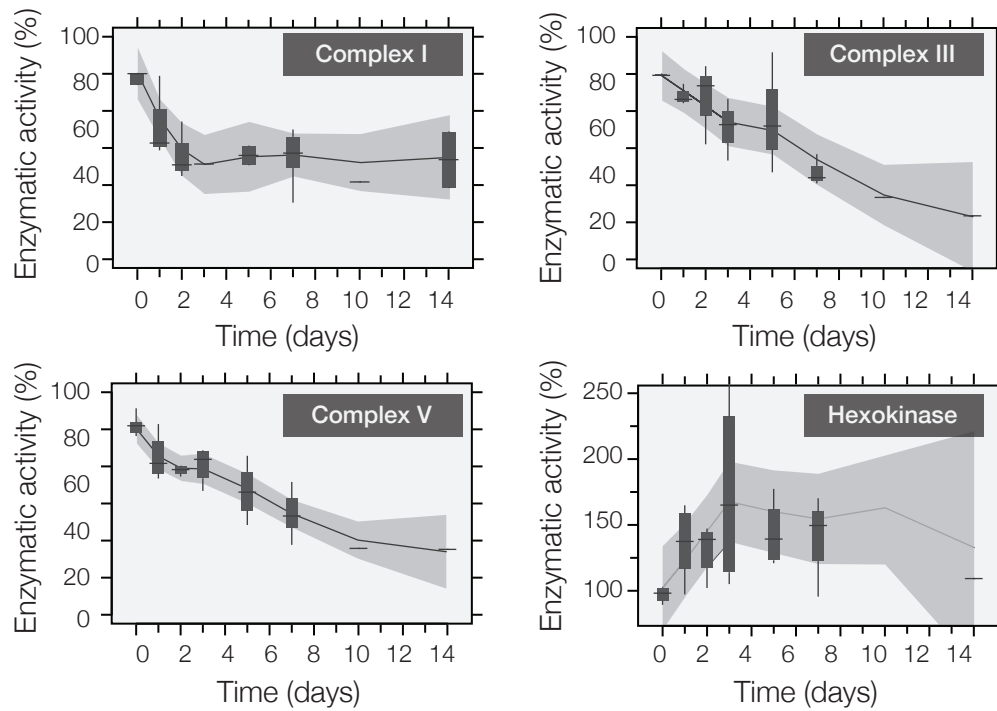 Enzymatic activity (%)
100
80
60
40
20
0
Complex I
0 2 4 6 8 10 12 14
Time (days)
Enzymatic activity (%)
100
80
60
40
20
0
Complex III
0 2 4 6 8 10 12 14
Time (days)
Enzymatic activity (%)
100
80
60
40
20
0
Complex V
0 2 4 6 8 10 12 14
Time (days)
Enzymatic activity (%)
250
200
150
100
Hexokinase
0 2 4 6 8 10 12 14
Time (days)